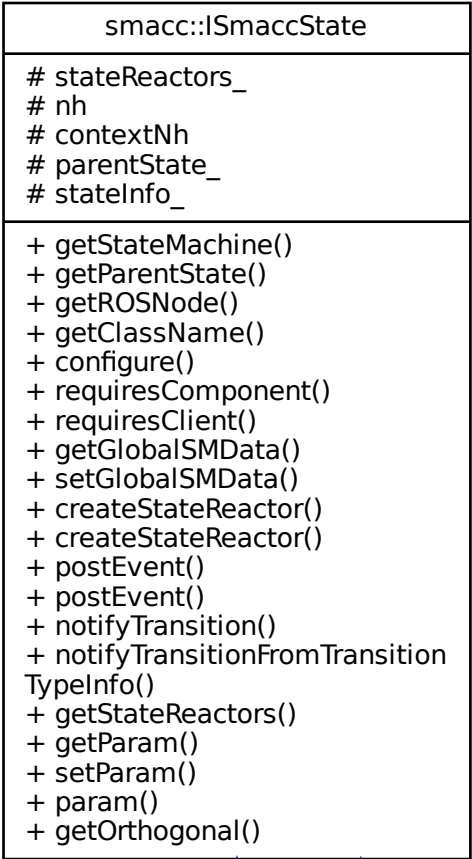 smacc::ISmaccState
# stateReactors_
# nh
# contextNh
# parentState_
# stateInfo_
+ getStateMachine()
+ getParentState()
+ getROSNode()
+ getClassName()
+ configure()
+ requiresComponent()
+ requiresClient()
+ getGlobalSMData()
+ setGlobalSMData()
+ createStateReactor()
+ createStateReactor()
+ postEvent()
+ postEvent()
+ notifyTransition()
+ notifyTransitionFromTransition
TypeInfo()
+ getStateReactors()
+ getParam()
+ setParam()
+ param()
+ getOrthogonal()